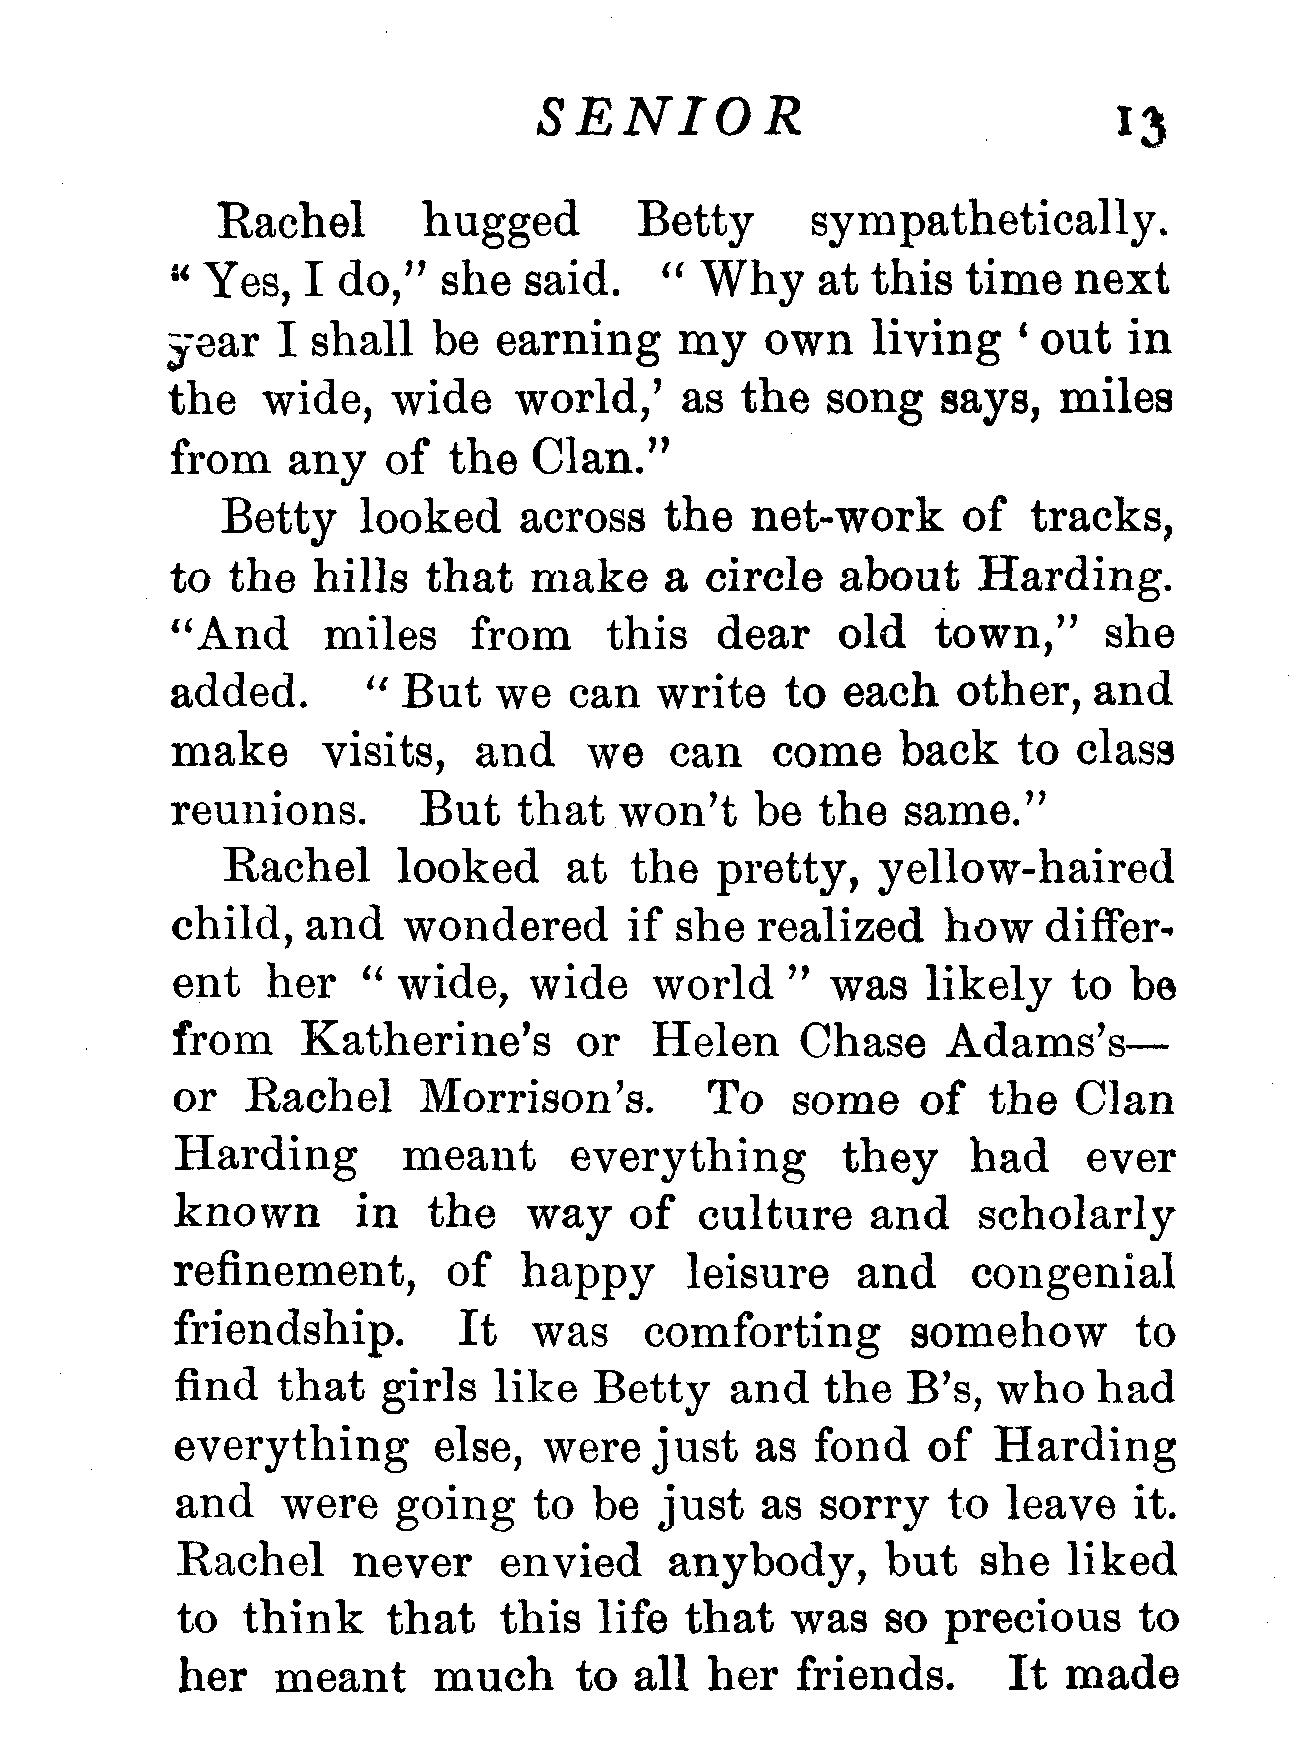 SENIOR 13
Rachel hugged Betty sympathetically.
" Yes, I do," she said. " Why at this time next
year I shall be earning my own living ' out in
the wide, wide world,' as the song says, miles
from any of the Clan."
Betty looked across the net-work of tracks,
to the hills that make a circle about Harding.
"And miles from this dear old town," she
added. " But we can write to each other, and
make visits, and we can come back to class
reunions. But that won't be the same."
Rachel looked at the pretty, yellow-haired
child, and wondered if she realized how differ-
ent her " wide, wide world " was likely to be
from Katherine's or Helen Chase Adams's—
or Rachel Morrison's. To some of the Clan
Harding meant everything they had ever
known in the way of culture and scholarly
refinement, of happy leisure and congenial
friendship. It was comforting somehow to
find that girls like Betty and the B's, who had
everything else, were just as fond of Harding
and were going to be just as sorry to leave it.
Rachel never envied anybody, but she liked
to think that this life that was so precious to
her meant much to all her friends. It made